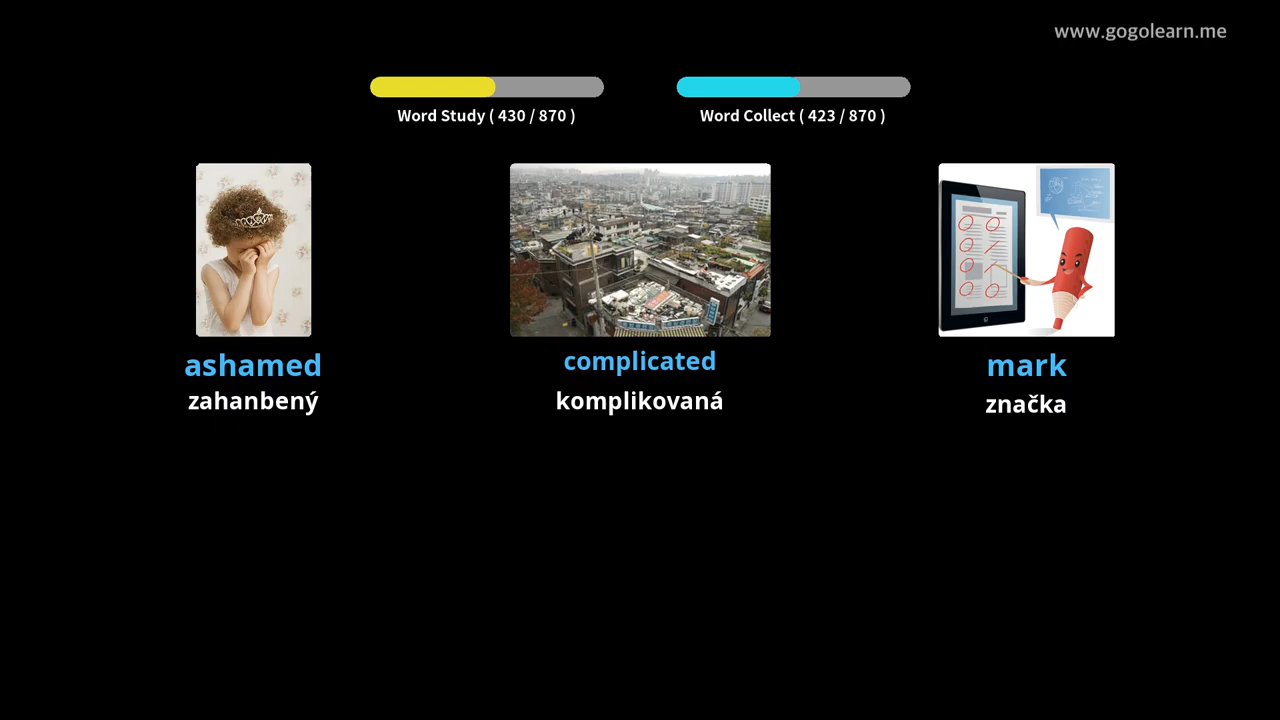 www.gogolearn.me
Word Study ( 430 / 870 )
Word Collect ( 423 / 870 )
ashamed
zahanbený
complicated
komplikovaná
mark
značka